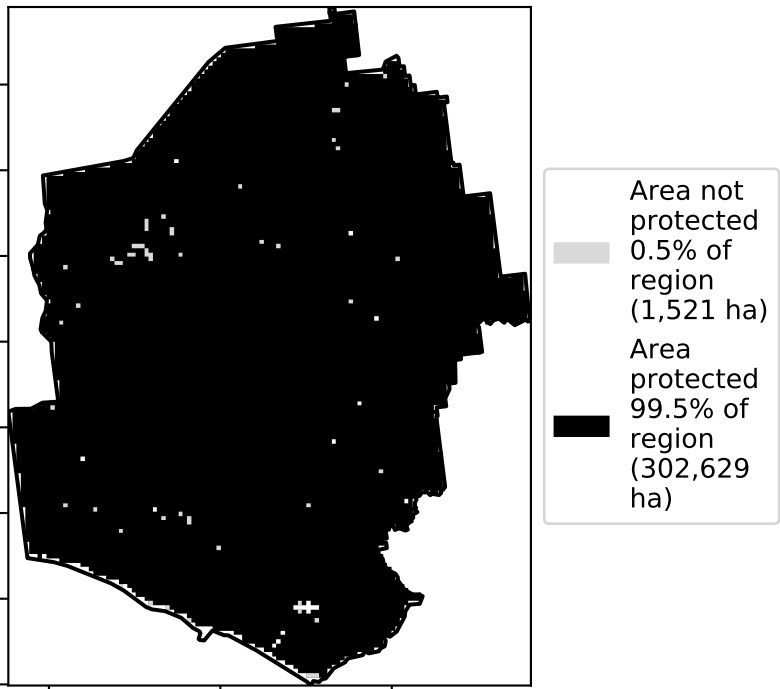 Area not
protected
0.5% of
region
(1,521 ha)
Area
protected
99.5% of
region
(302,629
ha)